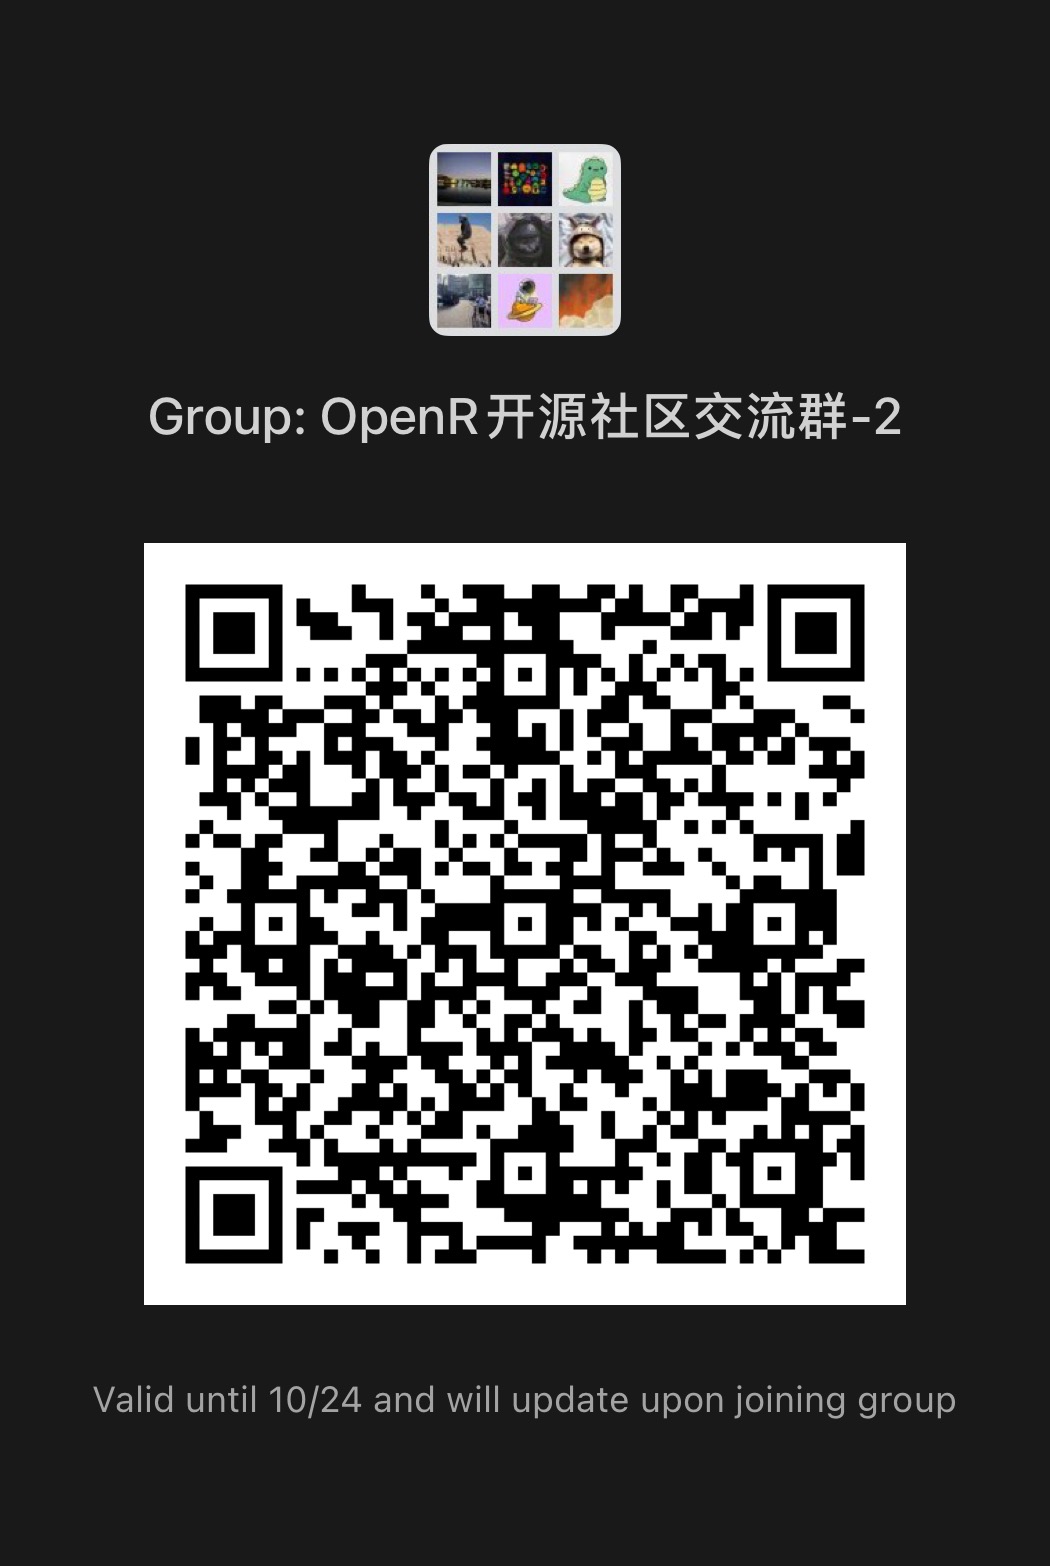 Group: OpenR开源社区交流群-2
Valid until 10/24 and will update upon joining group